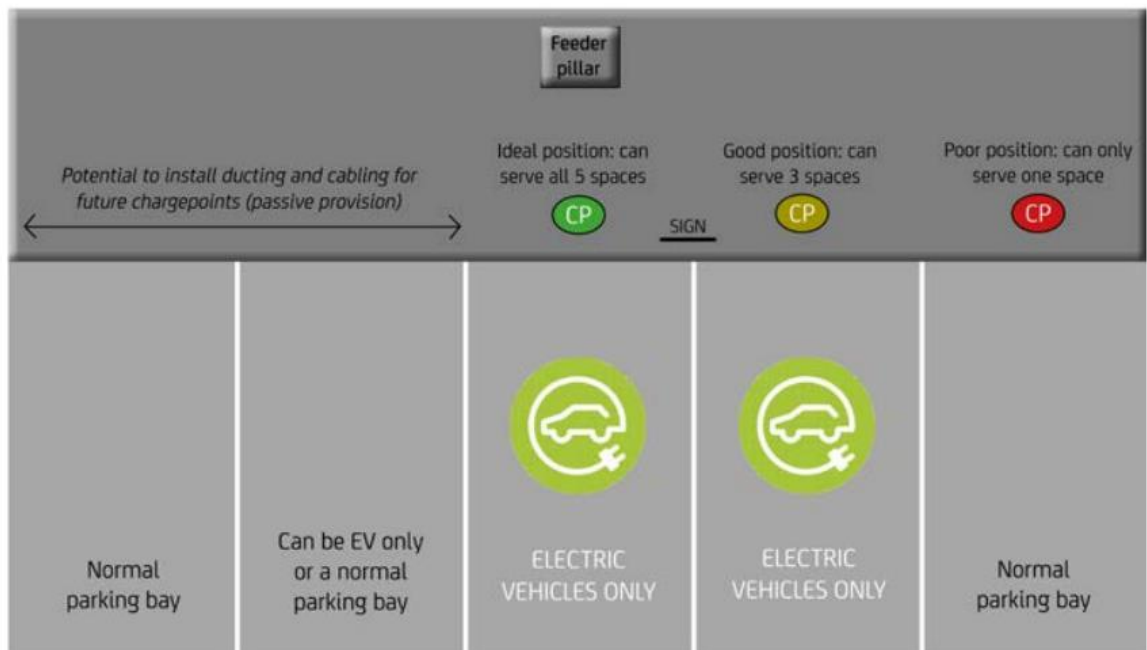 Feeder
pillar
Potential to install ducting and cabling for
future chargepoints (passive provision)
Ideal position: can
serve all 5 spaces
CP
SIGN
Good position: can
serve 3 spaces
CP
Poor position: can only
serve one space
CP
Normal
parking bay
Can be EV only
or a normal
parking bay
ELECTRIC
VEHICLES ONLY
ELECTRIC
VEHICLES ONLY
Normal
parking bay